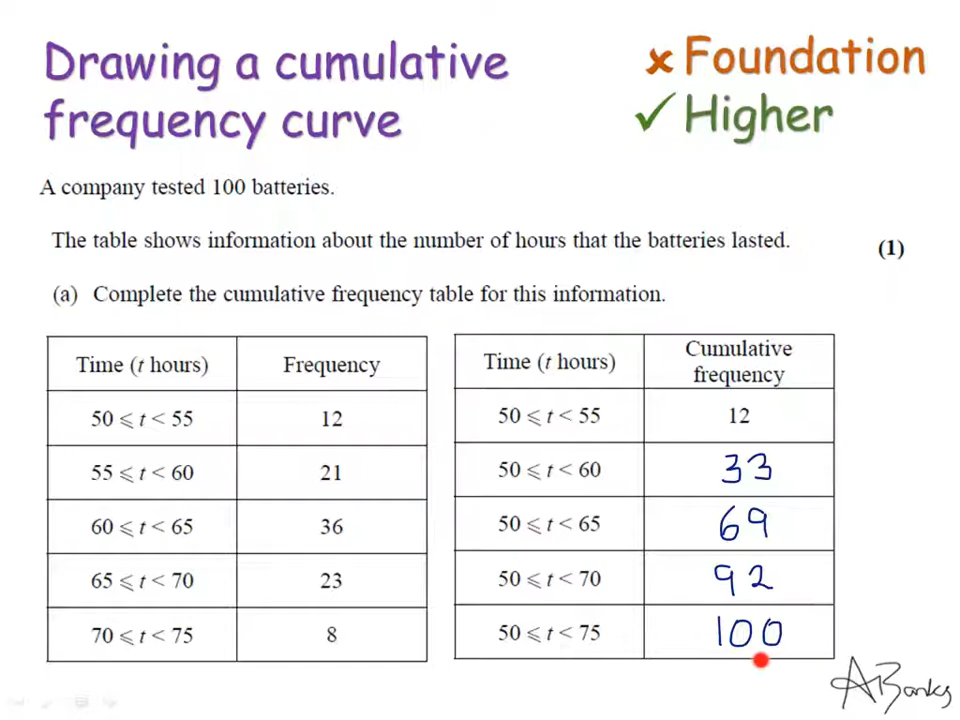 Drawing a cumulative
frequency curve
✗ Foundation
✓ Higher
A company tested 100 batteries.
The table shows information about the number of hours that the batteries lasted.
(1)
(a) Complete the cumulative frequency table for this information.
Time (t hours) Frequency
50 ⩽ t < 55 12
55 ⩽ t < 60 21
60 ⩽ t < 65 36
65 ⩽ t < 70 23
70 ⩽ t < 75 8
Time (t hours) Cumulative
frequency
50 ⩽ t < 55 12
50 ⩽ t < 60 33
50 ⩽ t < 65 69
50 ⩽ t < 70 92
50 ⩽ t < 75 100
ABanks